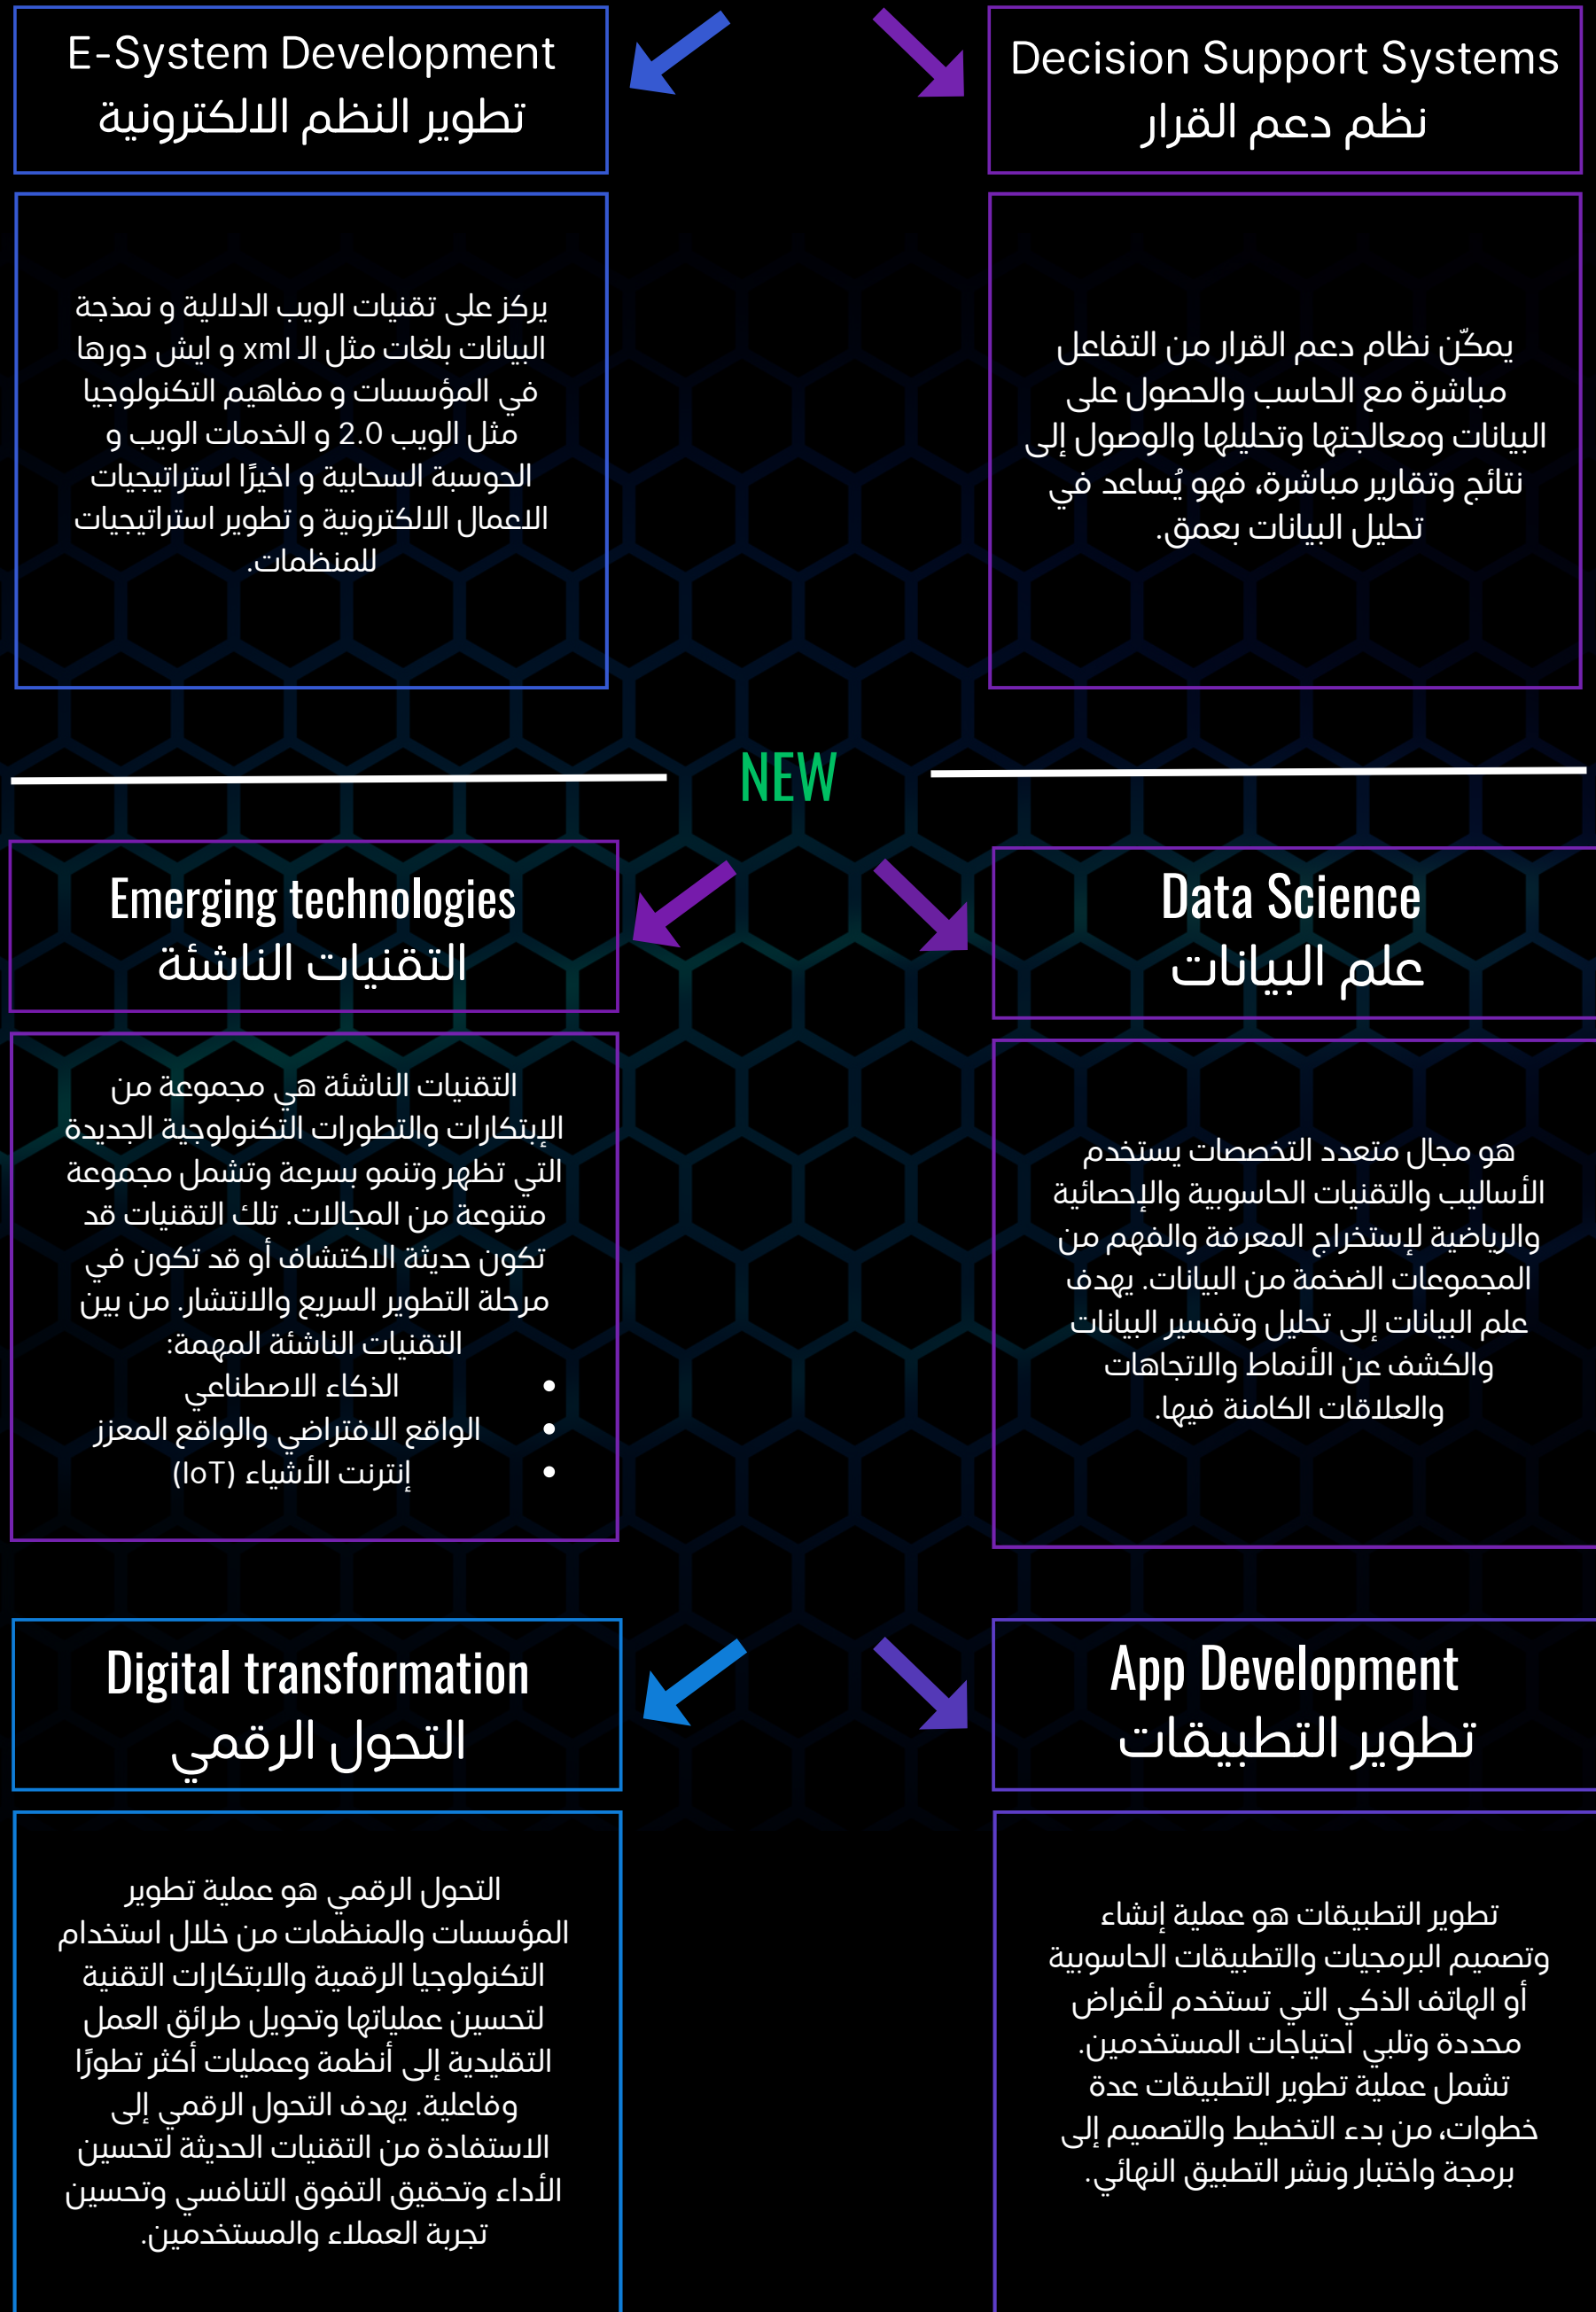 E-System Development
تطوير النظم الالكترونية
يركز على تقنيات الويب الدلالية و نمذجة
البيانات بلغات مثل الـ xml و ايش دورها
في المؤسسات و مفاهيم التكنولوجيا
مثل الويب 2.0 و الخدمات الويب و
الحوسبة السحابية و اخيرًا استراتيجيات
الاعمال الالكترونية و تطوير استراتيجيات
للمنظمات.
Decision Support Systems
نظم دعم القرار
يمكّن نظام دعم القرار من التفاعل
مباشرة مع الحاسب والحصول على
البيانات ومعالجتها وتحليلها والوصول إلى
نتائج وتقارير مباشرة، فهو يُساعد في
تحليل البيانات بعمق.
NEW
Emerging technologies
التقنيات الناشئة
التقنيات الناشئة هي مجموعة من
الإبتكارات والتطورات التكنولوجية الجديدة
التي تظهر وتنمو بسرعة وتشمل مجموعة
متنوعة من المجالات. تلك التقنيات قد
تكون حديثة الاكتشاف أو قد تكون في
مرحلة التطوير السريع والانتشار. من بين
التقنيات الناشئة المهمة:
• الذكاء الاصطناعي
• الواقع الافتراضي والواقع المعزز
• إنترنت الأشياء (IoT)
Data Science
علم البيانات
هو مجال متعدد التخصصات يستخدم
الأساليب والتقنيات الحاسوبية والإحصائية
والرياضية لإستخراج المعرفة والفهم من
المجموعات الضخمة من البيانات. يهدف
علم البيانات إلى تحليل وتفسير البيانات
والكشف عن الأنماط والاتجاهات
والعلاقات الكامنة فيها.
Digital transformation
التحول الرقمي
التحول الرقمي هو عملية تطوير
المؤسسات والمنظمات من خلال استخدام
التكنولوجيا الرقمية والابتكارات التقنية
لتحسين عملياتها وتحويل طرائق العمل
التقليدية إلى أنظمة وعمليات أكثر تطورًا
وفاعلية. يهدف التحول الرقمي إلى
الاستفادة من التقنيات الحديثة لتحسين
الأداء وتحقيق التفوق التنافسي وتحسين
تجربة العملاء والمستخدمين.
App Development
تطوير التطبيقات
تطوير التطبيقات هو عملية إنشاء
وتصميم البرمجيات والتطبيقات الحاسوبية
أو الهاتف الذكي التي تستخدم لأغراض
محددة وتلبي احتياجات المستخدمين.
تشمل عملية تطوير التطبيقات عدة
خطوات، من بدء التخطيط والتصميم إلى
برمجة واختبار ونشر التطبيق النهائي.